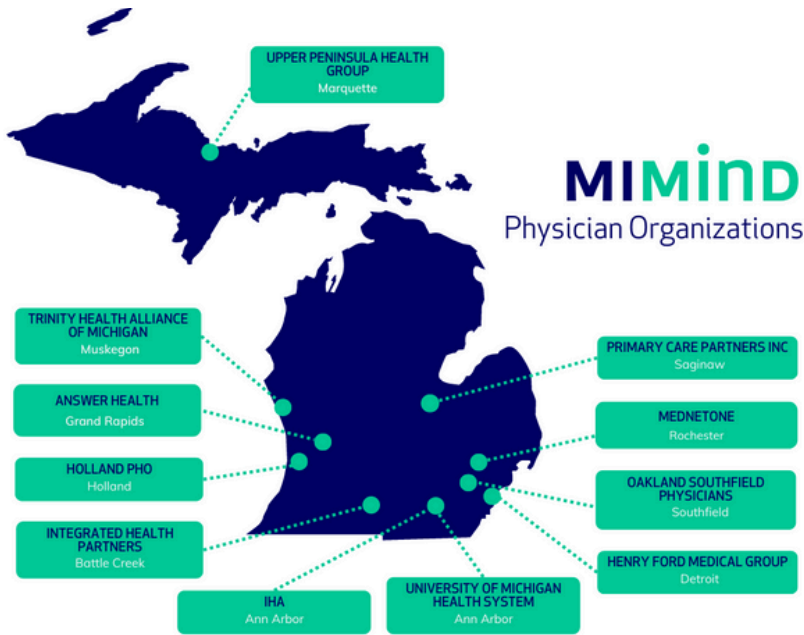 UPPER PENINSULA HEALTH
GROUP
Marquette
MIMIND
Physician Organizations
TRINITY HEALTH ALLIANCE
OF MICHIGAN
Muskegon
ANSWER HEALTH
Grand Rapids
HOLLAND PHO
Holland
INTEGRATED HEALTH
PARTNERS
Battle Creek
IHA
Ann Arbor
UNIVERSITY OF MICHIGAN
HEALTH SYSTEM
Ann Arbor
PRIMARY CARE PARTNERS INC
Saginaw
MEDNETONE
Rochester
OAKLAND SOUTHFIELD
PHYSICIANS
Southfield
HENRY FORD MEDICAL GROUP
Detroit